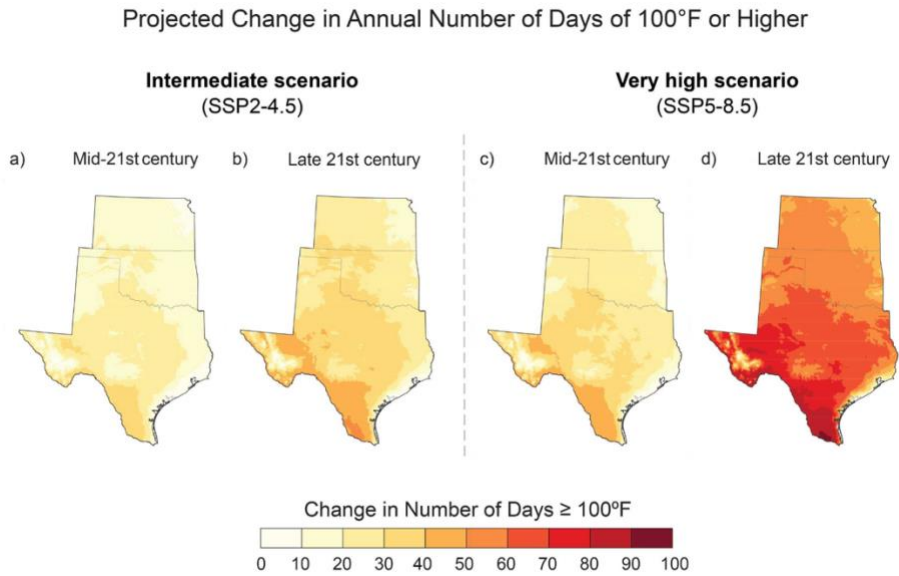 Projected Change in Annual Number of Days of 100°F or Higher
Intermediate scenario
(SSP2-4.5)
Very high scenario
(SSP5-8.5)
a) Mid-21st century
b) Late 21st century
c) Mid-21st century
d) Late 21st century
Change in Number of Days ≥ 100ºF
0 10 20 30 40 50 60 70 80 90 100